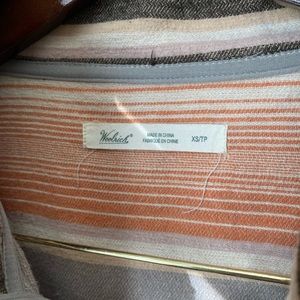 Woolrich®
MADE IN CHINA
FABRIQUÉ EN CHINE
XS/TP